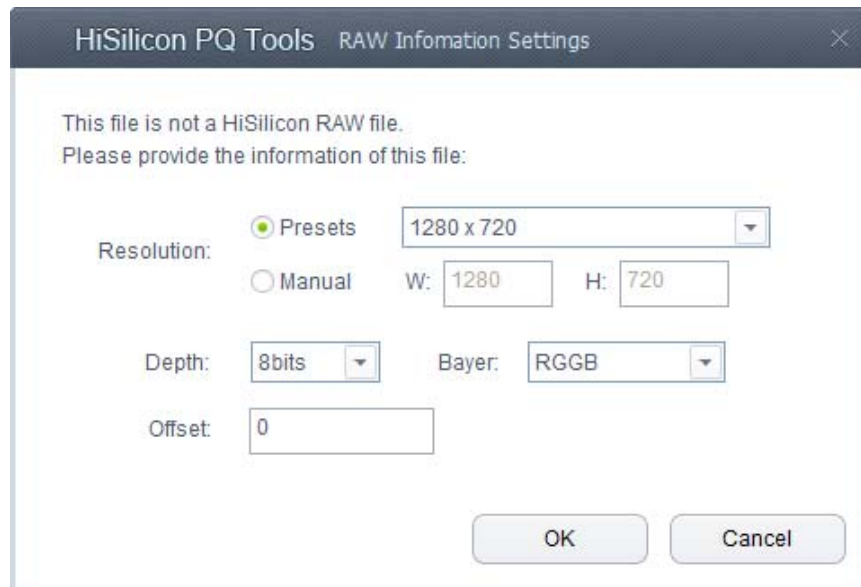 HiSilicon PQ Tools RAW Infomation Settings
This file is not a HiSilicon RAW file.
Please provide the information of this file:
Resolution:
Presets
1280 x 720
Manual
W: 1280
H: 720
Depth: 8bits
Bayer: RGGB
Offset: 0
OK
Cancel